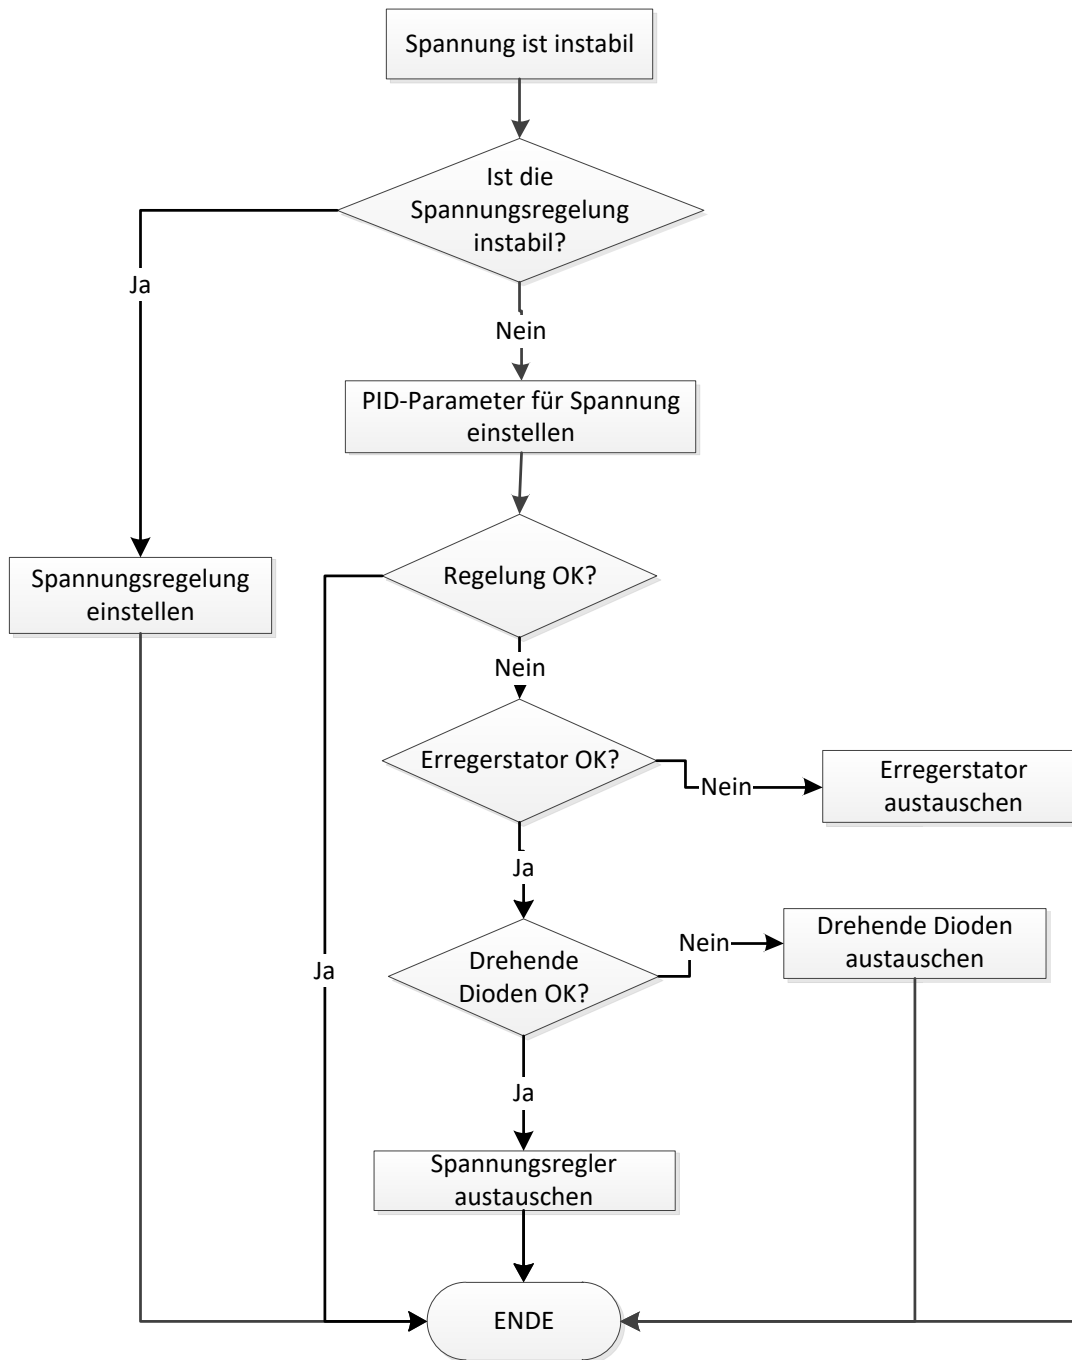 Spannung ist instabil
Ist die
Spannungsregelung
instabil?
Ja
Nein
PID-Parameter für Spannung
einstellen
Spannungsregelung
einstellen
Regelung OK?
Nein
Erregerstator OK?
Nein
Erregerstator
austauschen
Ja
Drehende
Dioden OK?
Nein
Drehende Dioden
austauschen
Ja
Ja
Spannungsregler
austauschen
ENDE